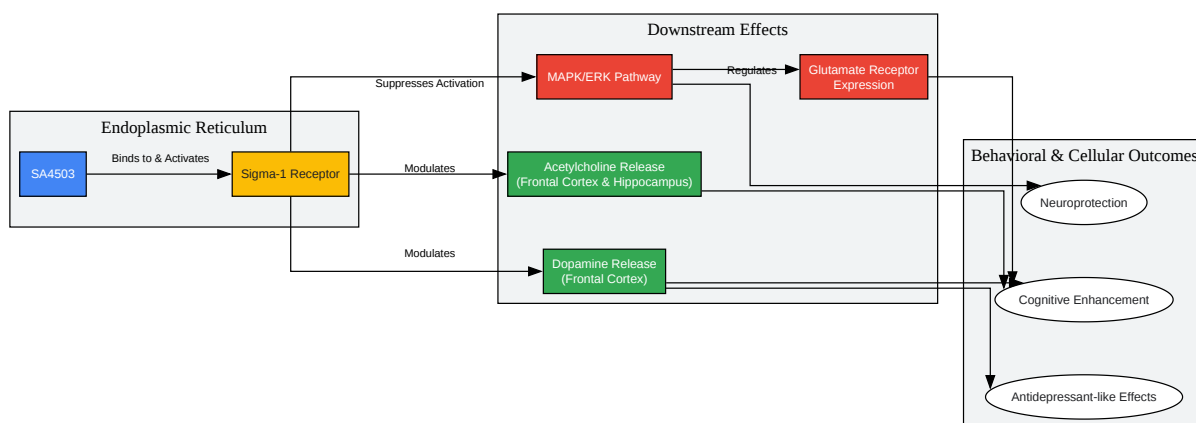 Downstream Effects
MAPK/ERK Pathway
Regulates
Glutamate Receptor
Expression
Suppresses Activation
Endoplasmic Reticulum
SA4503
Binds to & Activates
Sigma-1 Receptor
Modulates
Acetylcholine Release
(Frontal Cortex & Hippocampus)
Modulates
Dopamine Release
(Frontal Cortex)
Behavioral & Cellular Outcomes
Neuroprotection
Cognitive Enhancement
Antidepressant-like Effects